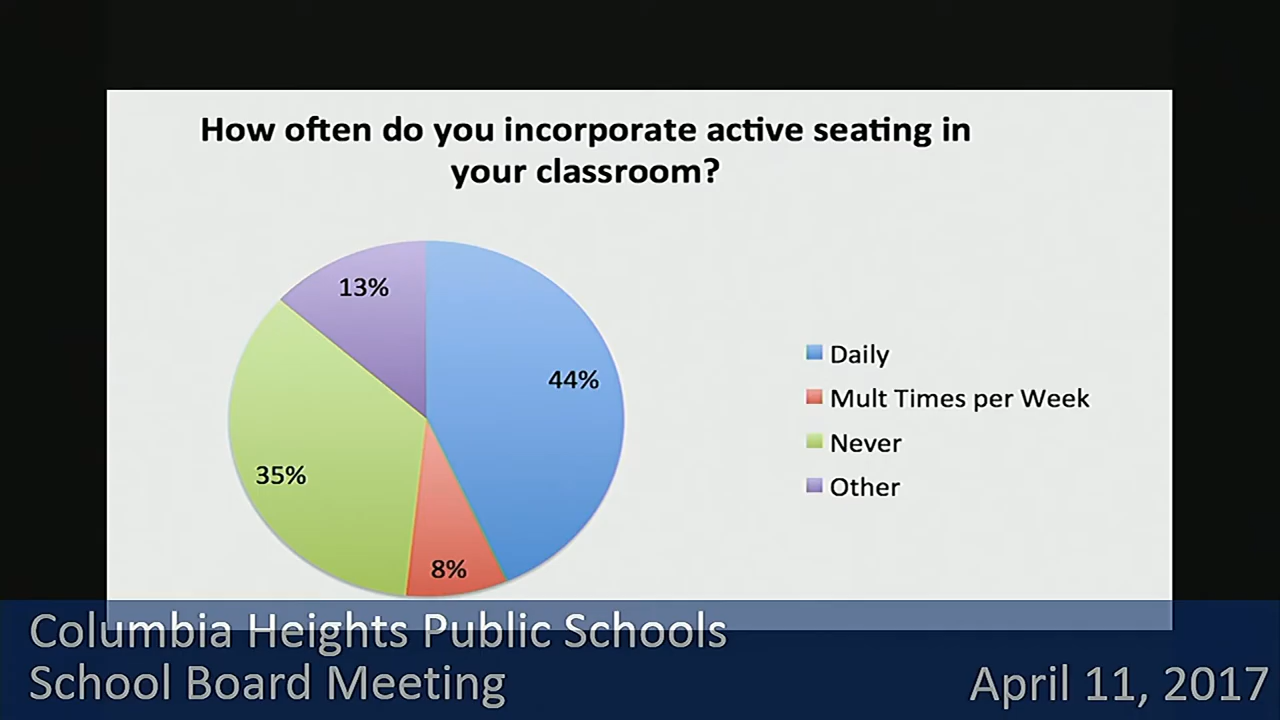 How often do you incorporate active seating in
your classroom?
13%
44%
35%
8%
Daily
Mult Times per Week
Never
Other
Columbia Heights Public Schools
School Board Meeting
April 11, 2017